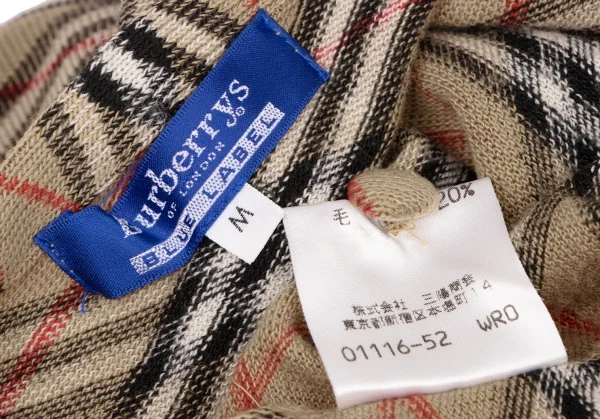 Burberrys
OF LONDON
BLUE LABEL
M
毛 20%
株式会社 三陽商会
東京都新宿区本塩町14
01116-52 WRO